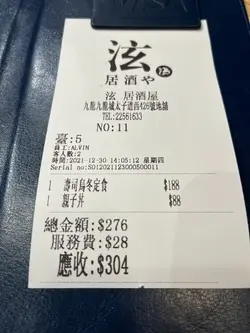 泫
居酒や
泫 居酒屋
九龍九龍城太子道西426號地舖
TEL:22561633
NO:11
臺:5
員工:ALVIN
客人數:2
時間:2021-12-30 14:05:12 星期四
Serial no:S01202112300050011
1 壽司烏冬定食 $188
1 親子丼 $88
總金額:$276
服務費:$28
應收:$304